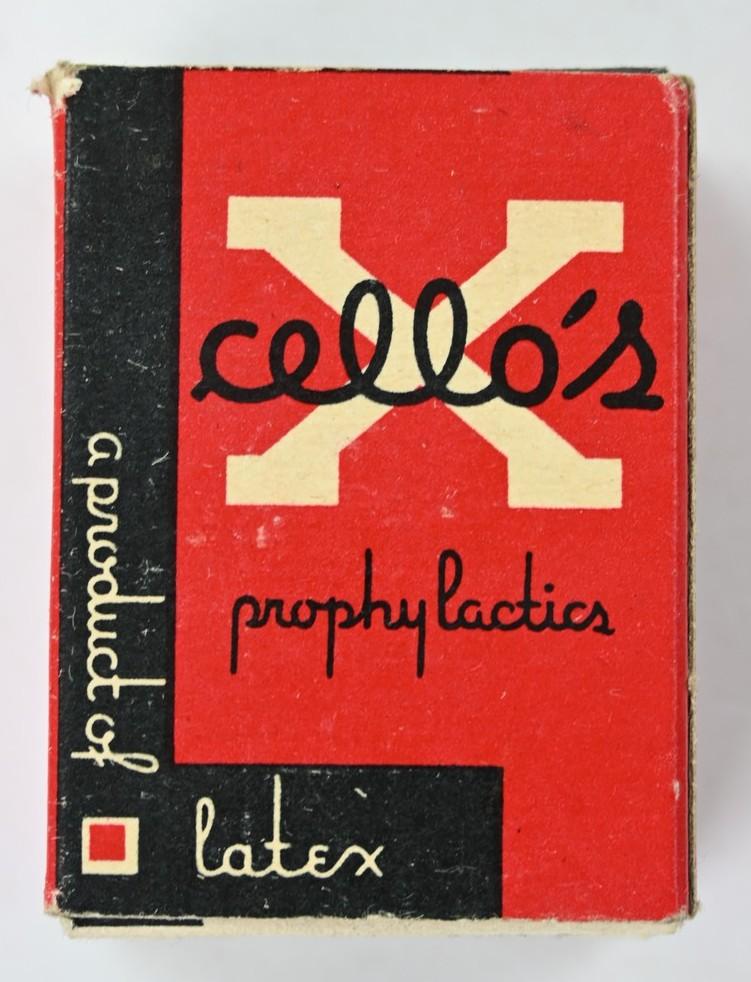 X
cello's
prophylactics
a product of
latex